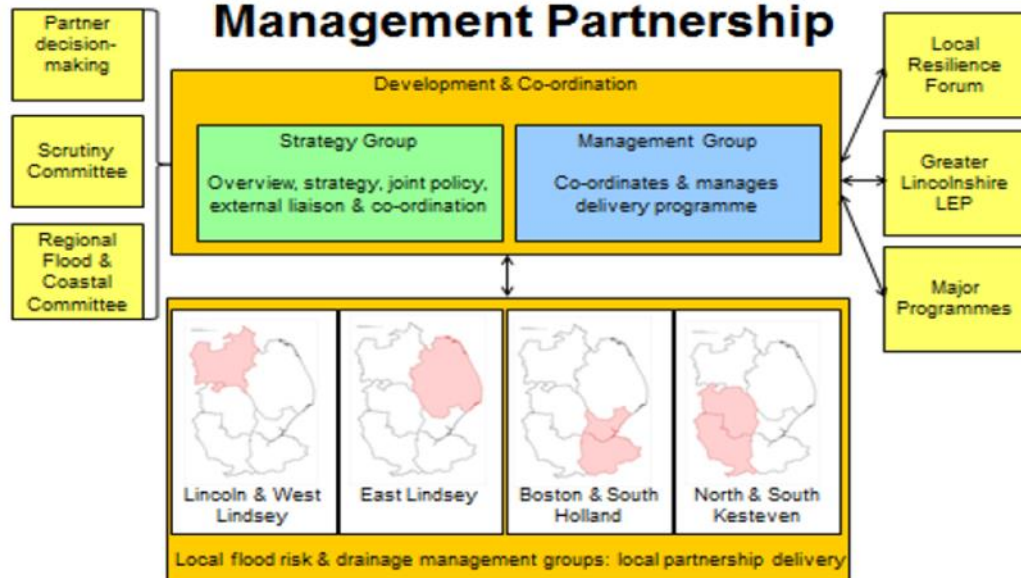 Management Partnership
Partner
decision-
making
Scrutiny
Committee
Regional
Flood &
Coastal
Committee
Development & Co-ordination
Strategy Group
Overview, strategy, joint policy,
external liaison & co-ordination
Management Group
Co-ordinates & manages
delivery programme
Local
Resilience
Forum
Greater
Lincolnshire
LEP
Major
Programmes
Lincoln & West
Lindsey
East Lindsey
Boston & South
Holland
North & South
Kesteven
Local flood risk & drainage management groups: local partnership delivery